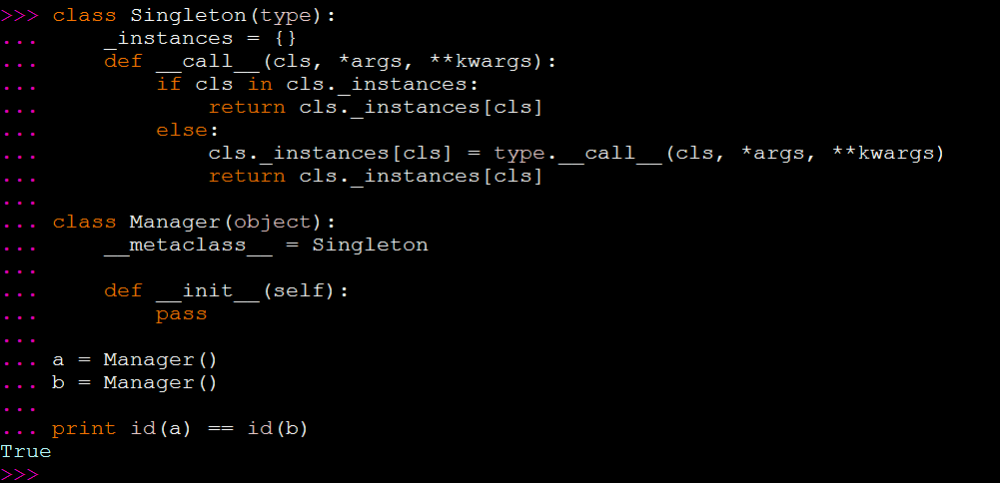 >>> class Singleton(type):
...     _instances = {}
...     def __call__(cls, *args, **kwargs):
...         if cls in cls._instances:
...             return cls._instances[cls]
...         else:
...             cls._instances[cls] = type.__call__(cls, *args, **kwargs)
...             return cls._instances[cls]
...
... class Manager(object):
...     __metaclass__ = Singleton
...
...     def __init__(self):
...         pass
...
... a = Manager()
... b = Manager()
...
... print id(a) == id(b)
True
>>>